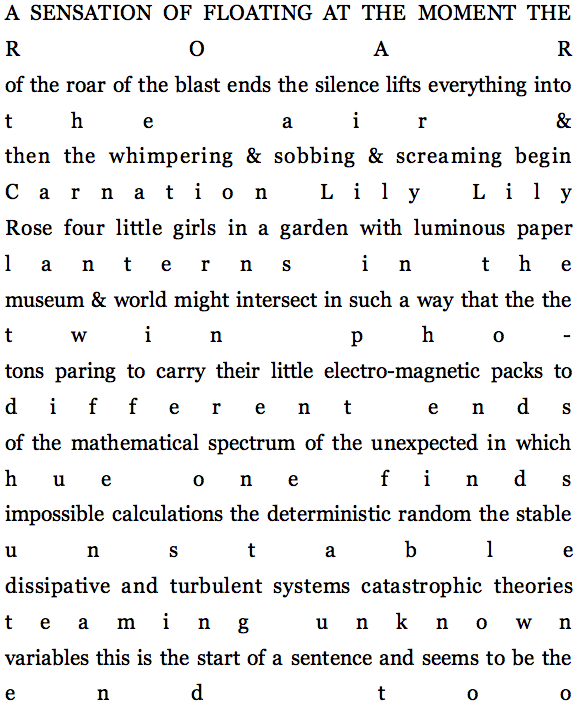 A SENSATION OF FLOATING AT THE MOMENT THE
R O A R
of the roar of the blast ends the silence lifts everything into
t h e a i r &
then the whimpering & sobbing & screaming begin
C a r n a t i o n L i l y L i l y
Rose four little girls in a garden with luminous paper
l a n t e r n s i n t h e
museum & world might intersect in such a way that the the
t w i n p h o -
tons paring to carry their little electro-magnetic packs to
d i f f e r e n t e n d s
of the mathematical spectrum of the unexpected in which
h u e o n e f i n d s
impossible calculations the deterministic random the stable
u n s t a b l e
dissipative and turbulent systems catastrophic theories
t e a m i n g u n k n o w n
variables this is the start of a sentence and seems to be the
e n d t o o